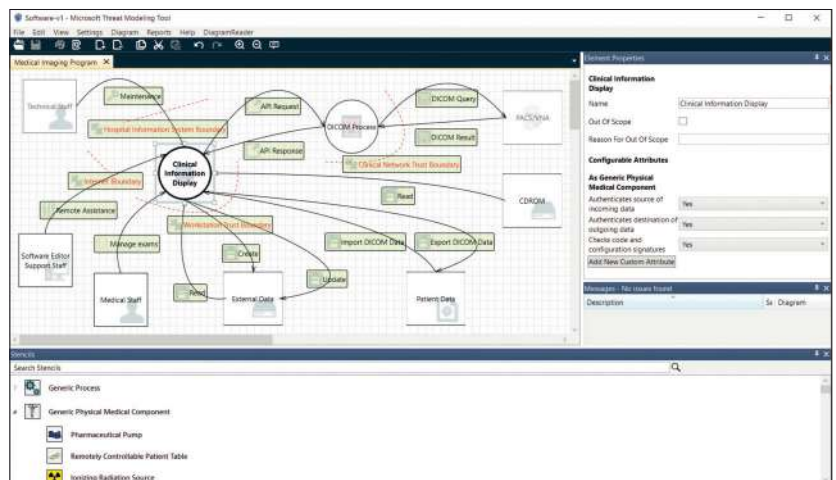 Software-v1 - Microsoft Threat Modeling Tool
File Edit View Settings Diagram Reports Help DiagramReader
Medical Imaging Program
Technical Staff
Maintenance
Hospital Information System Boundary
API Request
DICOM Process
DICOM Query
PACS/VNA
DICOM Result
API Response
Clinical Network Trust Boundary
Clinical
Information
Display
Internet Boundary
Read
CDROM
Remote Assistance
Workstation Trust Boundary
Manage exams
Import DICOM Data
Export DICOM Data
Software Editor
Support Staff
Create
Update
Medical Staff
Read
External Data
Patient Data
Element Properties
Clinical Information
Display
Name
Clinical Information Display
Out Of Scope
Reason For Out Of Scope
Configurable Attributes
As Generic Physical
Medical Component
Authenticates source of
incoming data
Yes
Authenticates destination of
outgoing data
Yes
Checks code and
configuration signatures
Yes
Add New Custom Attribute
Messages - No issues found
Description
Se
Diagram
Stencils
Search Stencils
Generic Process
Generic Physical Medical Component
Pharmaceutical Pump
Remotely Controllable Patient Table
Ionizing Radiation Source